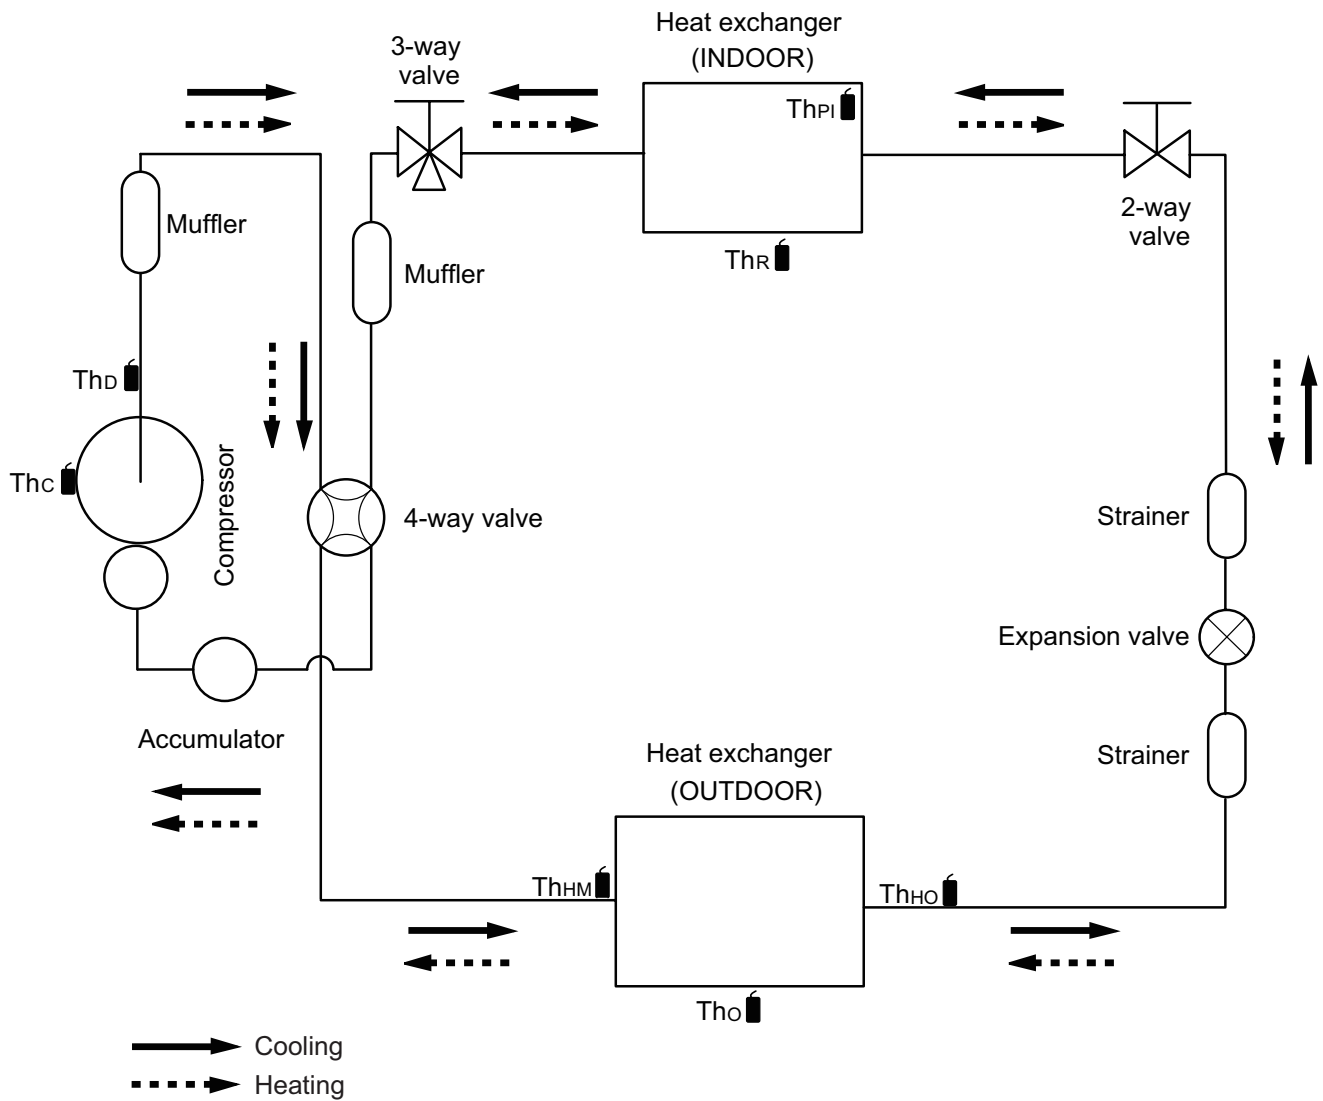 Heat exchanger
(INDOOR)
3-way
valve
ThPI
Muffler
2-way
valve
ThR
Muffler
ThD
ThC
Compressor
4-way valve
Strainer
Expansion valve
Accumulator
Heat exchanger
(OUTDOOR)
Strainer
ThHM
ThHO
ThO
Cooling
Heating